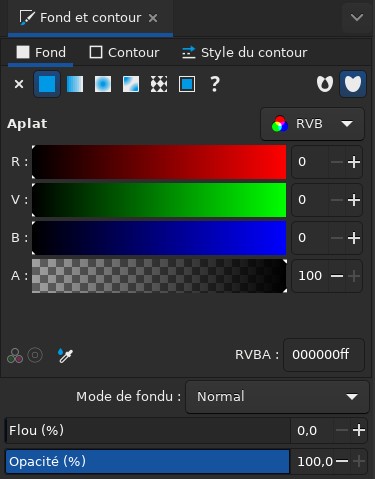 Fond et contour ×
Fond Contour Style du contour
× ?
Aplat RVB
R : 0 − +
V : 0 − +
B : 0 − +
A : 100 − +
RVBA : 000000ff
Mode de fondu : Normal
Flou (%) 0,0 − +
Opacité (%) 100,0 − +